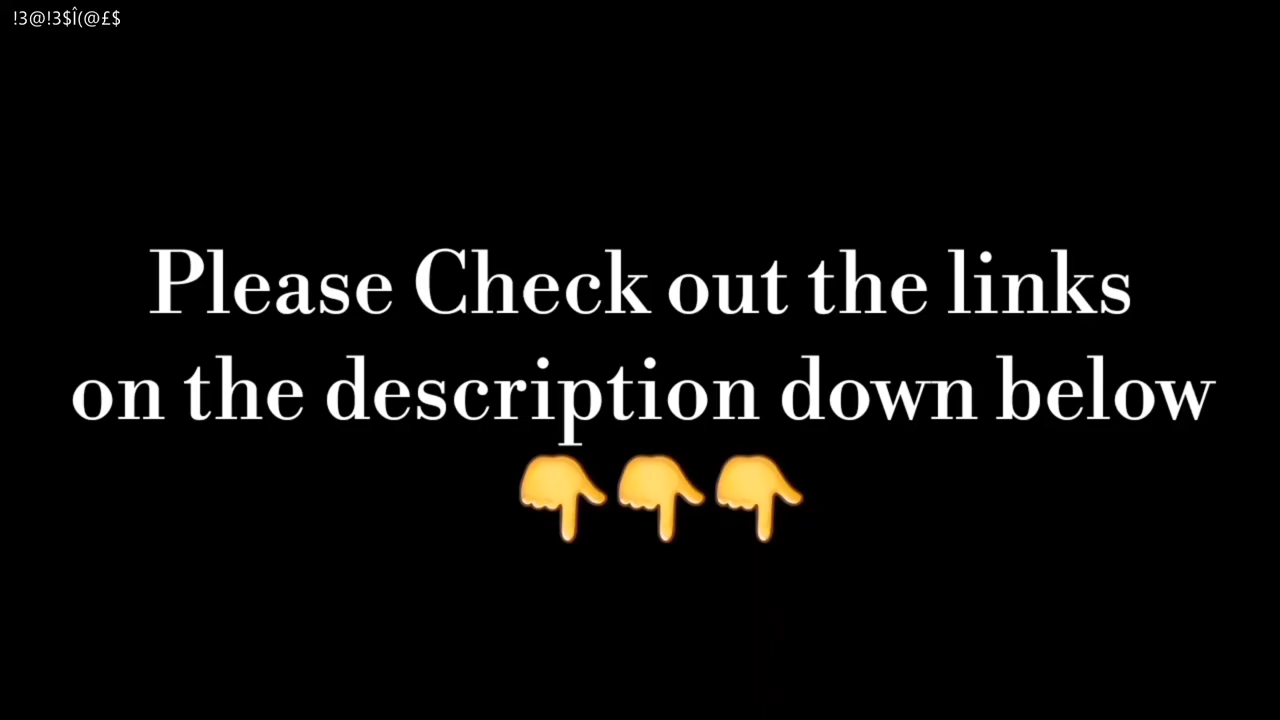 !3@!3$Î(@£$
Please Check out the links
on the description down below
👇👇👇